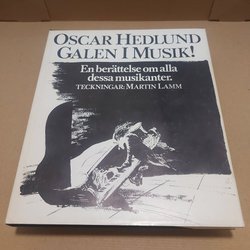 OSCAR HEDLUND
GALEN I MUSIK!
En berättelse om alla
dessa musikanter.
TECKNINGAR: MARTIN LAMM